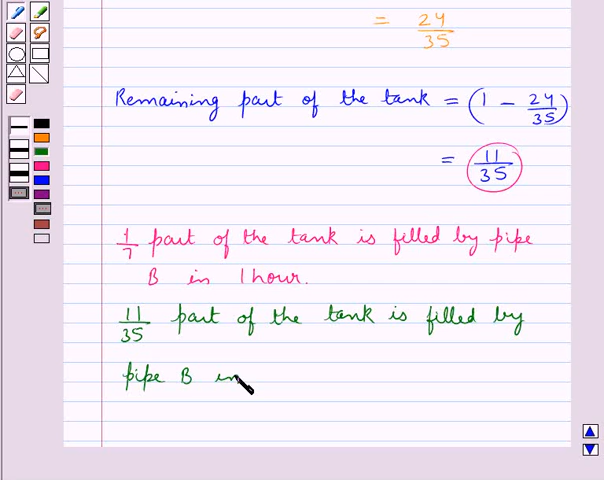 = 24/35
Remaining part of the tank = (1 - 24/35)
= 11/35
1/7 part of the tank is filled by pipe
B in 1 hour.
11/35 part of the tank is filled by
pipe B in